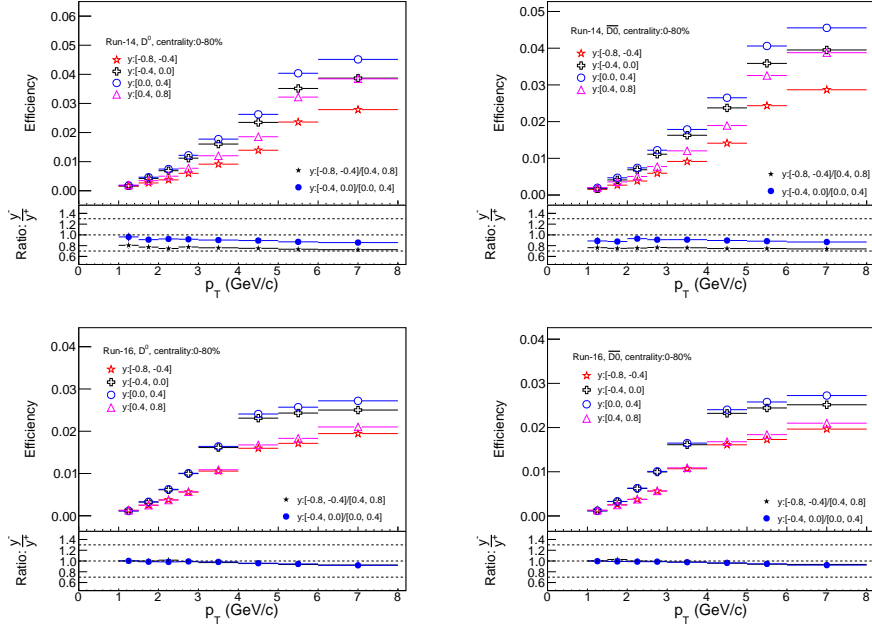 0.06
Run-14, D⁰, centrality:0-80%
y:[-0.8, -0.4]
0.05
y:[-0.4, 0.0]
y:[0.0, 0.4]
0.04
y:[0.4, 0.8]
0.03
Efficiency
0.02
0.01
y:[-0.8, -0.4]/[0.4, 0.8]
0.00
y:[-0.4, 0.0]/[0.0, 0.4]
Ratio: y⁻/y⁺
1.4
1.2
1.0
0.8
0.6
0 1 2 3 4 5 6 7 8
p_T (GeV/c)
Run-14, D̅0̅, centrality:0-80%
0.05
y:[-0.8, -0.4]
y:[-0.4, 0.0]
0.04
y:[0.0, 0.4]
y:[0.4, 0.8]
0.03
Efficiency
0.02
0.01
y:[-0.8, -0.4]/[0.4, 0.8]
0.00
y:[-0.4, 0.0]/[0.0, 0.4]
Ratio: y⁻/y⁺
1.4
1.2
1.0
0.8
0.6
0 1 2 3 4 5 6 7 8
p_T (GeV/c)
0.04
Run-16, D⁰, centrality:0-80%
y:[-0.8, -0.4]
0.03
y:[-0.4, 0.0]
y:[0.0, 0.4]
y:[0.4, 0.8]
Efficiency
0.02
0.01
y:[-0.8, -0.4]/[0.4, 0.8]
0.00
y:[-0.4, 0.0]/[0.0, 0.4]
Ratio: y⁻/y⁺
1.4
1.2
1.0
0.8
0.6
0 1 2 3 4 5 6 7 8
p_T (GeV/c)
0.04
Run-16, D̅0̅, centrality:0-80%
y:[-0.8, -0.4]
0.03
y:[-0.4, 0.0]
y:[0.0, 0.4]
y:[0.4, 0.8]
Efficiency
0.02
0.01
y:[-0.8, -0.4]/[0.4, 0.8]
0.00
y:[-0.4, 0.0]/[0.0, 0.4]
Ratio: y⁻/y⁺
1.4
1.2
1.0
0.8
0.6
0 1 2 3 4 5 6 7 8
p_T (GeV/c)